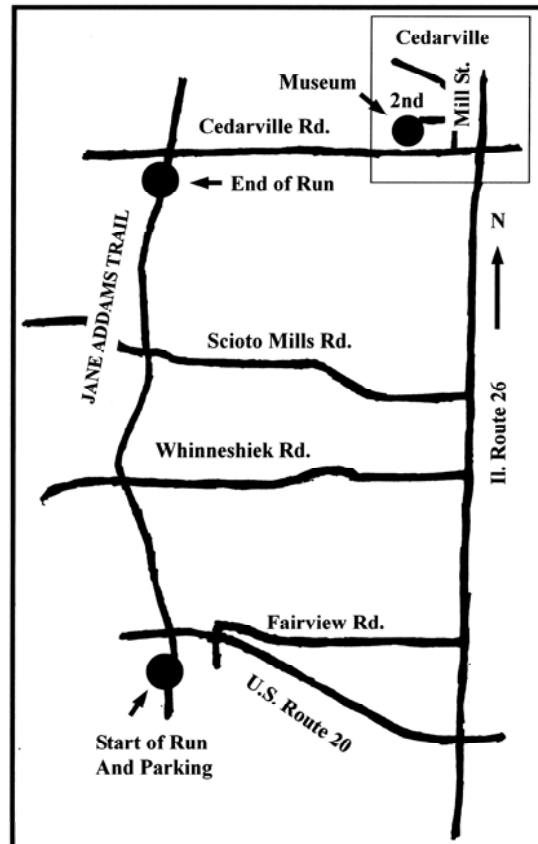 Cedarville
Museum
2nd
Mill St.
Cedarville Rd.
End of Run
N
JANE ADDAMS TRAIL
Scioto Mills Rd.
Il. Route 26
Whinneshiek Rd.
Fairview Rd.
U.S. Route 20
Start of Run
And Parking